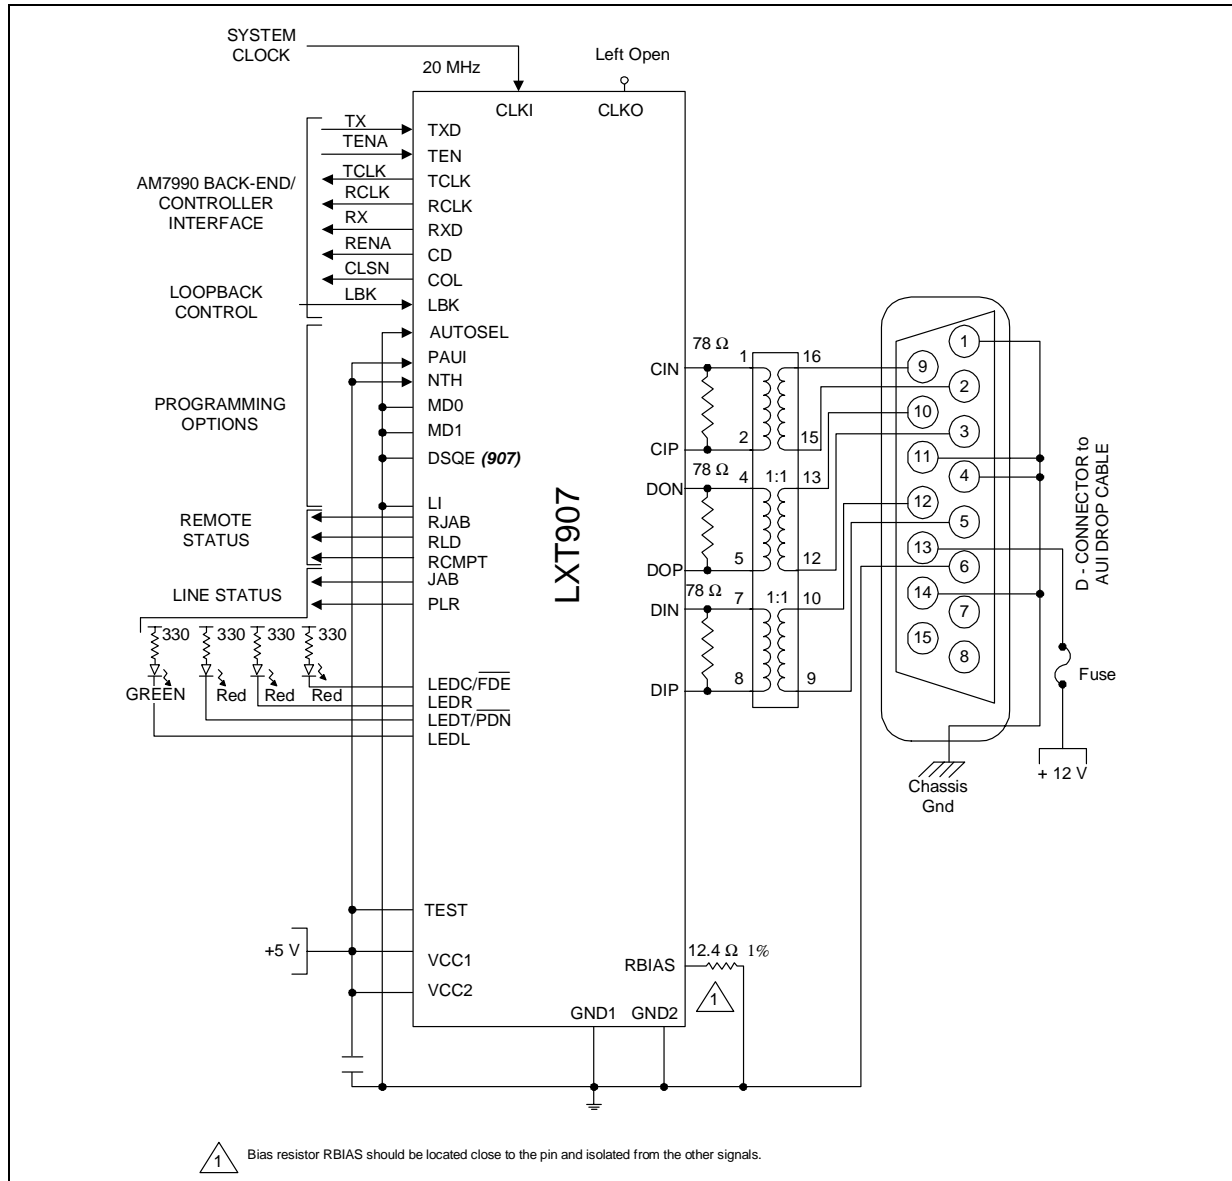 SYSTEM
CLOCK
20 MHz
Left Open
CLKI
CLKO
AM7990 BACK-END/
CONTROLLER
INTERFACE
TX
TENA
TCLK
RCLK
RX
RENA
CLSN
LBK
LOOPBACK
CONTROL
TXD
TEN
TCLK
RCLK
RXD
CD
COL
LBK
AUTOSEL
PAUI
NTH
MD0
MD1
DSQE (907)
LI
PROGRAMMING
OPTIONS
REMOTE
STATUS
RJAB
RLD
RCMPT
LINE STATUS
JAB
PLR
330
330
330
330
GREEN
Red
Red
Red
LEDC/FDE
LEDR
LEDT/PDN
LEDL
LXT907
CIN
CIP
DON
DOP
DIN
DIP
78 Ω
78 Ω
78 Ω
1
16
2
15
4
1:1
13
5
12
7
1:1
10
8
9
1
9
2
10
3
11
4
12
5
13
6
14
7
15
8
D - CONNECTOR to
AUI DROP CABLE
Fuse
+ 12 V
Chassis
Gnd
TEST
+5 V
VCC1
VCC2
RBIAS
12.4 Ω 1%
1
GND1
GND2
1
Bias resistor RBIAS should be located close to the pin and isolated from the other signals.